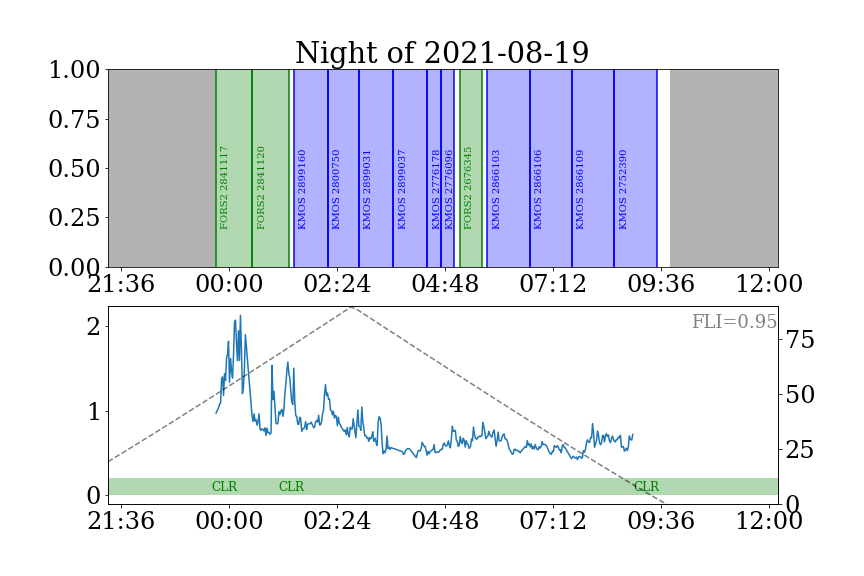 Night of 2021-08-19
1.00
0.75
0.50
0.25
0.00
FORS2 2841117
FORS2 2841120
KMOS 2899160
KMOS 2800750
KMOS 2899031
KMOS 2899037
KMOS 2776178
KMOS 2776096
FORS2 2676345
KMOS 2866103
KMOS 2866106
KMOS 2866109
KMOS 2752390
21:36 00:00 02:24 04:48 07:12 09:36 12:00
FLI=0.95
2
1
0
75
50
25
0
CLR CLR CLR
21:36 00:00 02:24 04:48 07:12 09:36 12:00